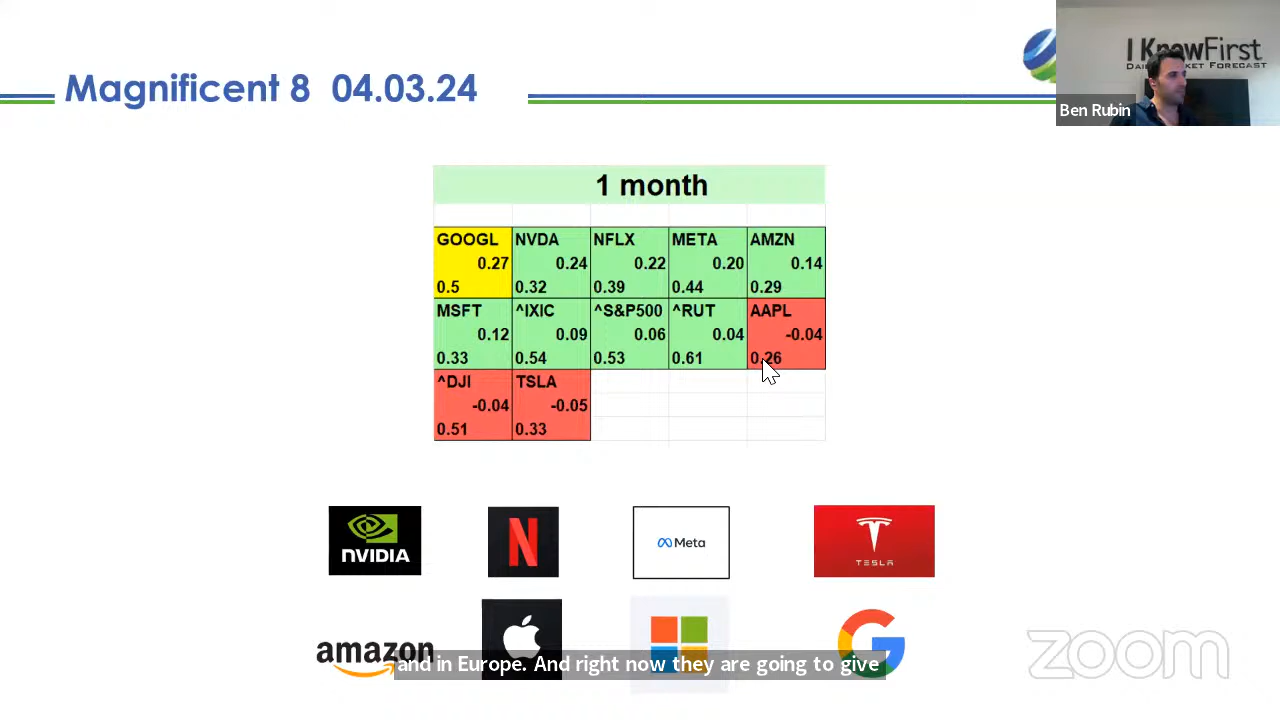 I KnowFirst
DAILY MARKET FORECAST
Ben Rubin
Magnificent 8 04.03.24
1 month
GOOGL NVDA NFLX META AMZN
0.27 0.24 0.22 0.20 0.14
0.5 0.32 0.39 0.44 0.29
MSFT ^IXIC ^S&P500 ^RUT AAPL
0.12 0.09 0.06 0.04 -0.04
0.33 0.54 0.53 0.61 0.26
^DJI TSLA
-0.04 -0.05
0.51 0.33
NVIDIA N Meta TESLA
amazon G
and in Europe. And right now they are going to give
zoom